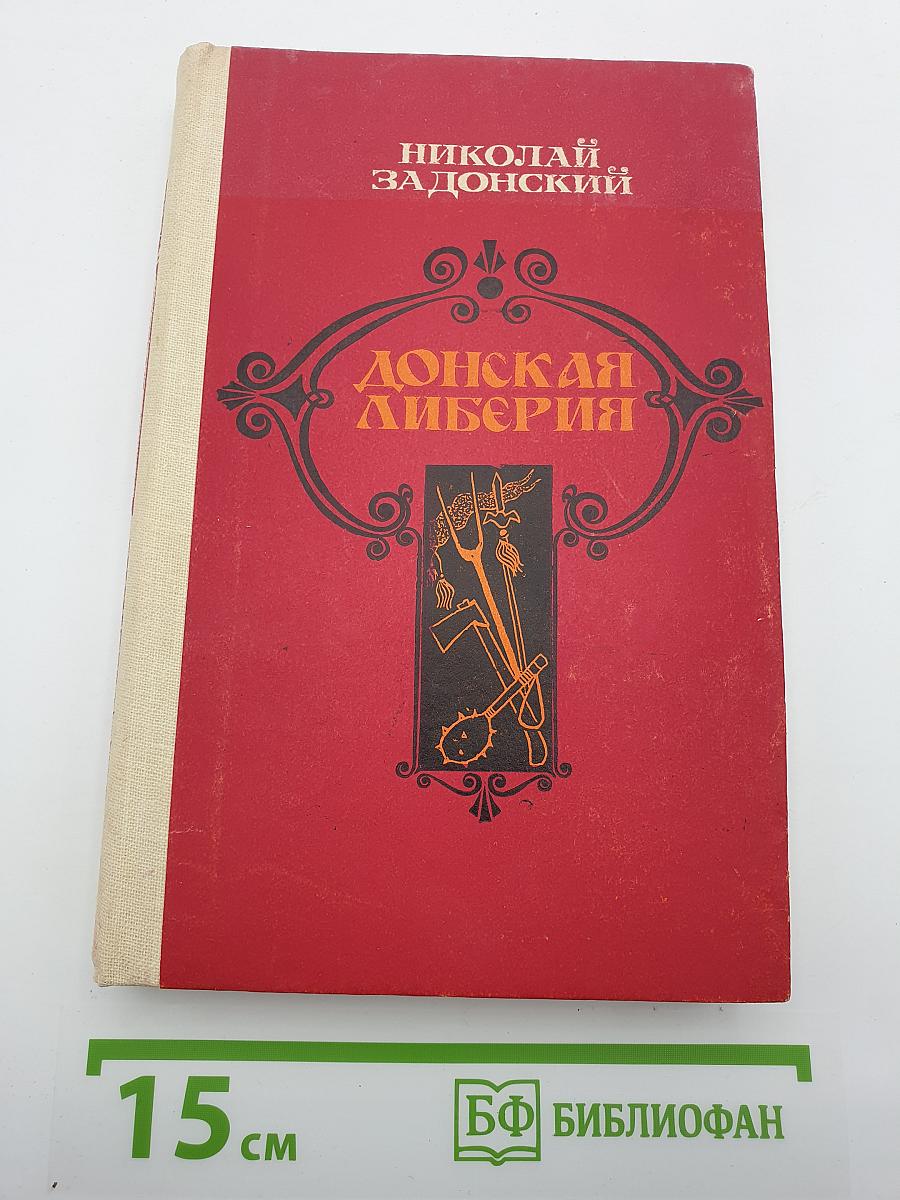 НИКОЛАЙ
ЗАДОНСКИЙ
ДОНСКАЯ
ЛИБЕРИЯ
15 см
БФ БИБЛИОФАН